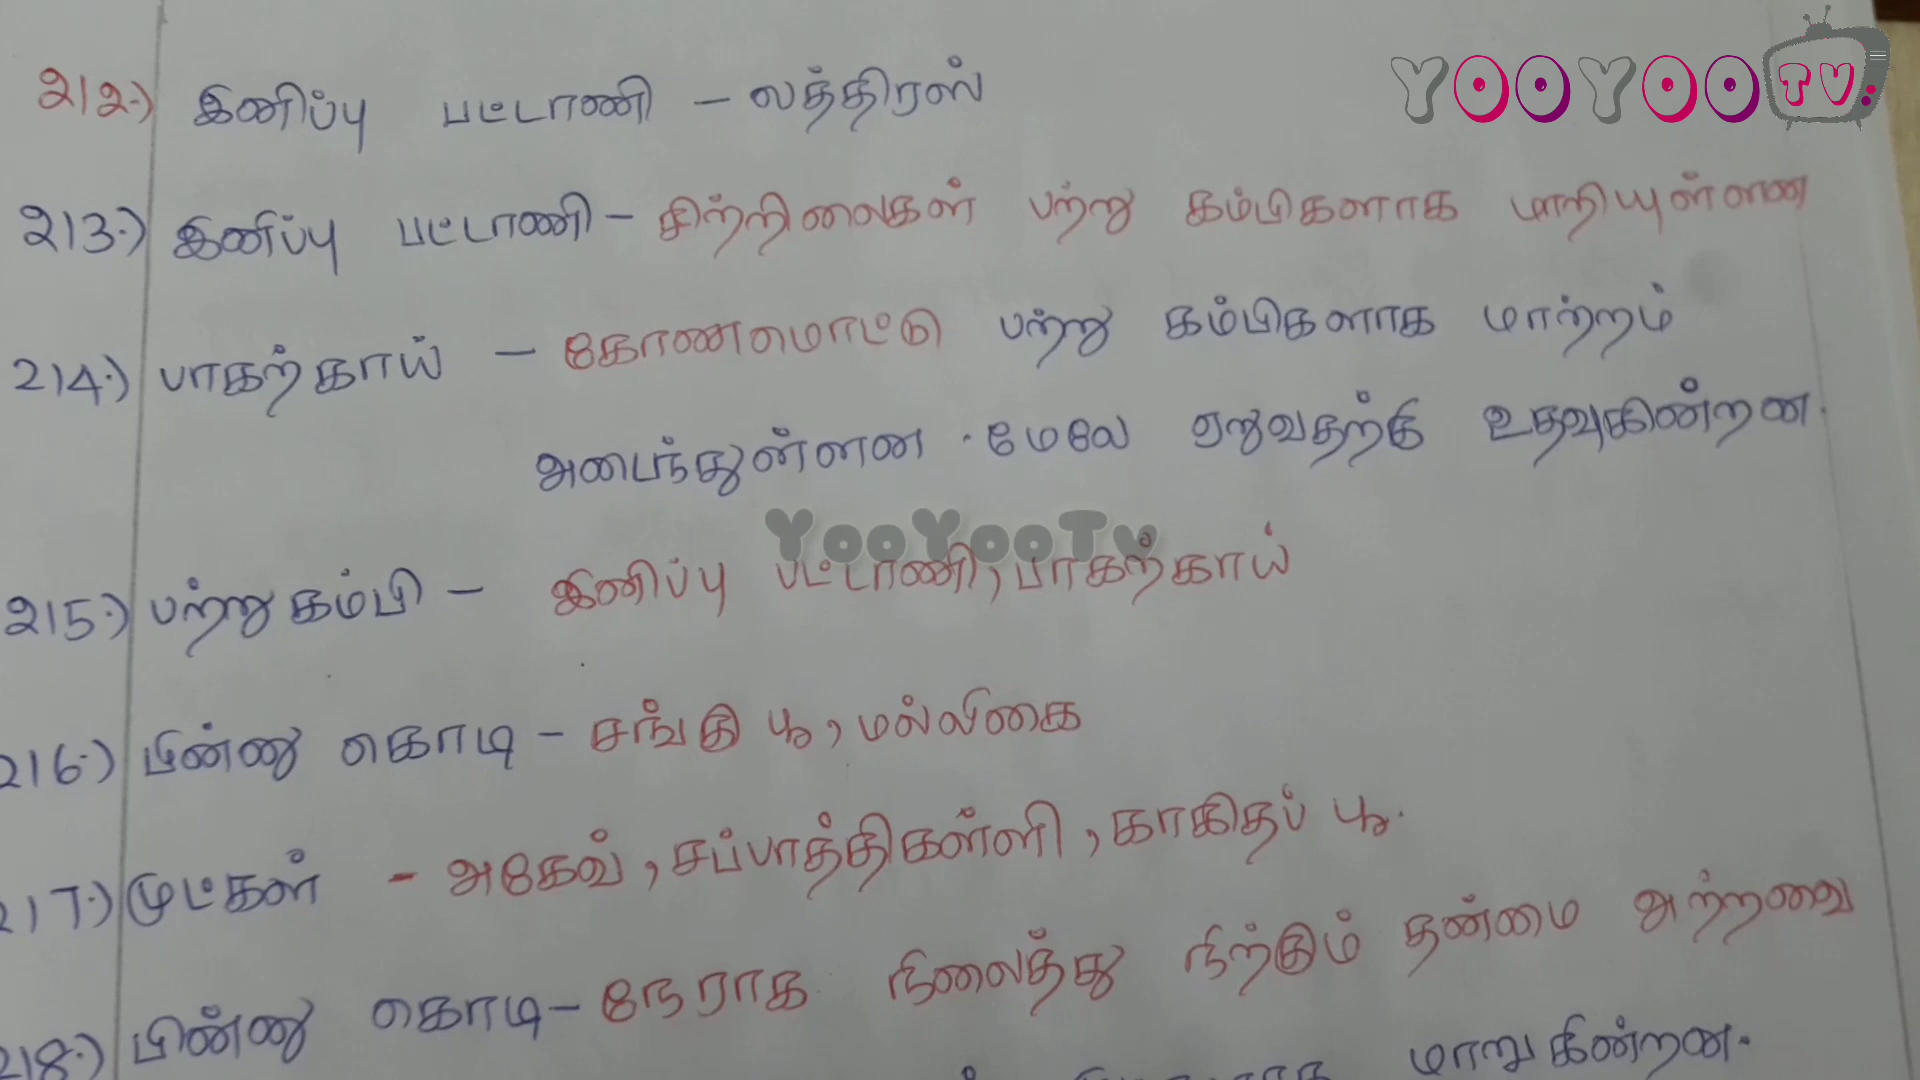 YOOYOO TV
212.) இனிப்பு பட்டாணி - லத்திரஸ்
213.) இனிப்பு பட்டாணி - சிற்றிலைகள் பற்று கம்பிகளாக மாறியுள்ளன
214.) பாகற்காய் - கோணமொட்டு பற்று கம்பிகளாக மாற்றம்
அடைந்துள்ளன. மேலே ஏறுவதற்கு உதவுகின்றன.
YooYooTv
215.) பற்றுகம்பி - இனிப்பு பட்டாணி, பாகற்காய்
216.) பின்னு கொடி - சங்கு பூ, மல்லிகை
217.) முட்கள் - அகேவ், சப்பாத்திகள்ளி, காகிதப் பூ.
218.) பின்னு கொடி - நேராக நிலைத்து நிற்கும் தன்மை அற்றவை
மாறுகின்றன.